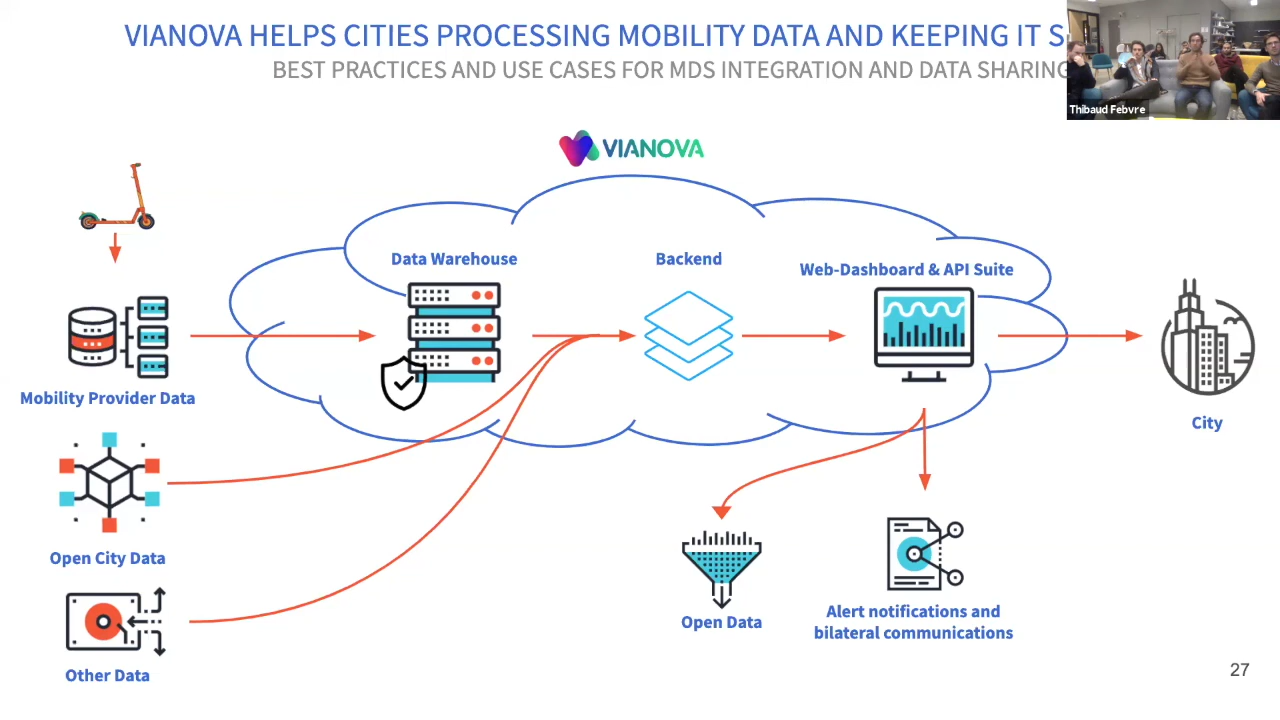 VIANOVA HELPS CITIES PROCESSING MOBILITY DATA AND KEEPING IT
BEST PRACTICES AND USE CASES FOR MDS INTEGRATION AND DATA SHARING
Thibaud Febvre
VIANOVA
Data Warehouse
Backend
Web-Dashboard & API Suite
Mobility Provider Data
City
Open City Data
Open Data
Alert notifications and
bilateral communications
Other Data
27